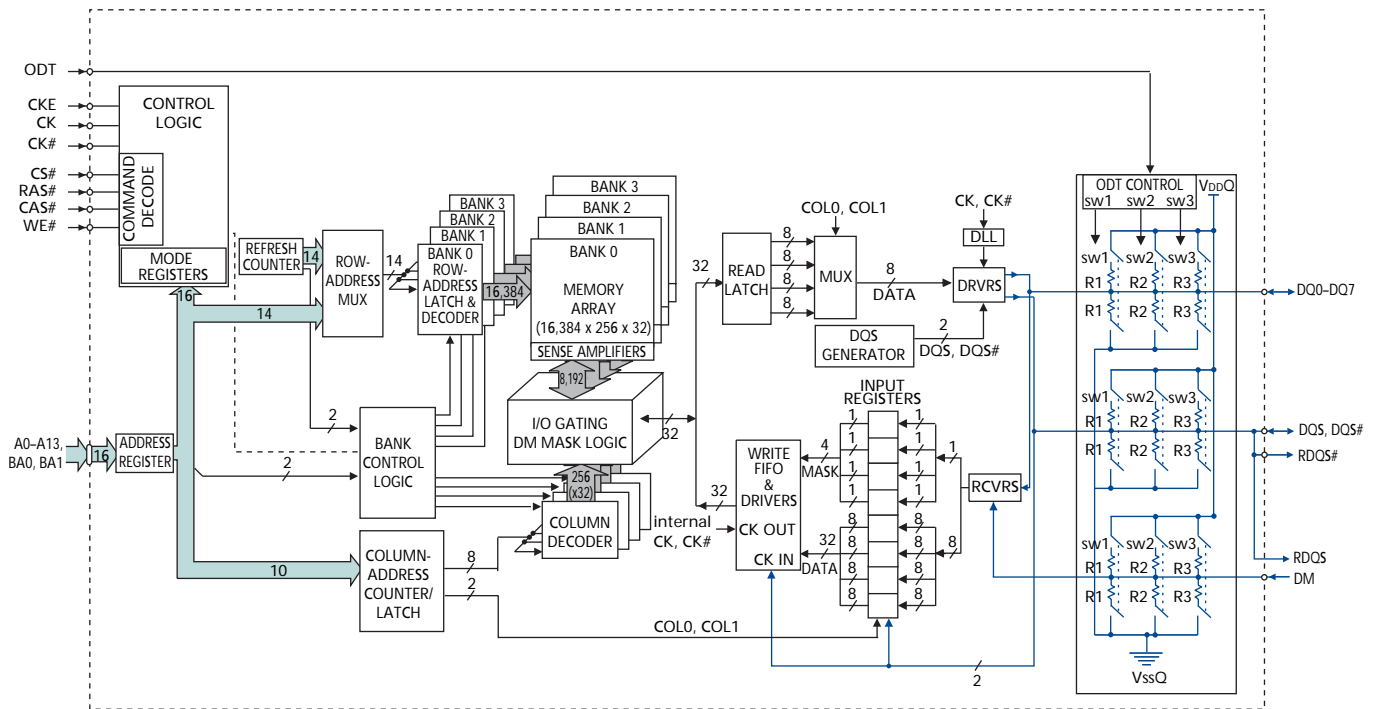 ODT
CKE
CK
CK#
CS#
RAS#
CAS#
WE#
CONTROL
LOGIC
COMMAND
DECODE
MODE
REGISTERS
16
REFRESH
COUNTER
14
14
ROW-
ADDRESS
MUX
14
BANK 3
BANK 2
BANK 1
BANK 0
ROW-
ADDRESS
LATCH &
DECODER
16,384
BANK 3
BANK 2
BANK 1
BANK 0
MEMORY
ARRAY
(16,384 x 256 x 32)
SENSE AMPLIFIERS
8,192
I/O GATING
DM MASK LOGIC
32
256
(x32)
COLUMN
DECODER
A0–A13,
BA0, BA1
16
ADDRESS
REGISTER
2
2
BANK
CONTROL
LOGIC
10
COLUMN-
ADDRESS
COUNTER/
LATCH
8
2
COL0, COL1
32
READ
LATCH
8
8
8
8
COL0, COL1
MUX
8
DATA
CK, CK#
DLL
DRVRS
DQS
GENERATOR
2
DQS, DQS#
INPUT
REGISTERS
1
1
1
1
1
1
1
1
1
8
8
8
8
8
8
8
8
8
RCVRS
4
MASK
32
DATA
WRITE
FIFO
&
DRIVERS
CK OUT
CK IN
32
internal
CK, CK#
2
ODT CONTROL
VDDQ
sw1
sw2
sw3
sw1
sw2
sw3
R1
R2
R3
R1
R2
R3
sw1
sw2
sw3
R1
R2
R3
R1
R2
R3
sw1
sw2
sw3
R1
R2
R3
R1
R2
R3
VssQ
DQ0–DQ7
DQS, DQS#
RDQS#
RDQS
DM